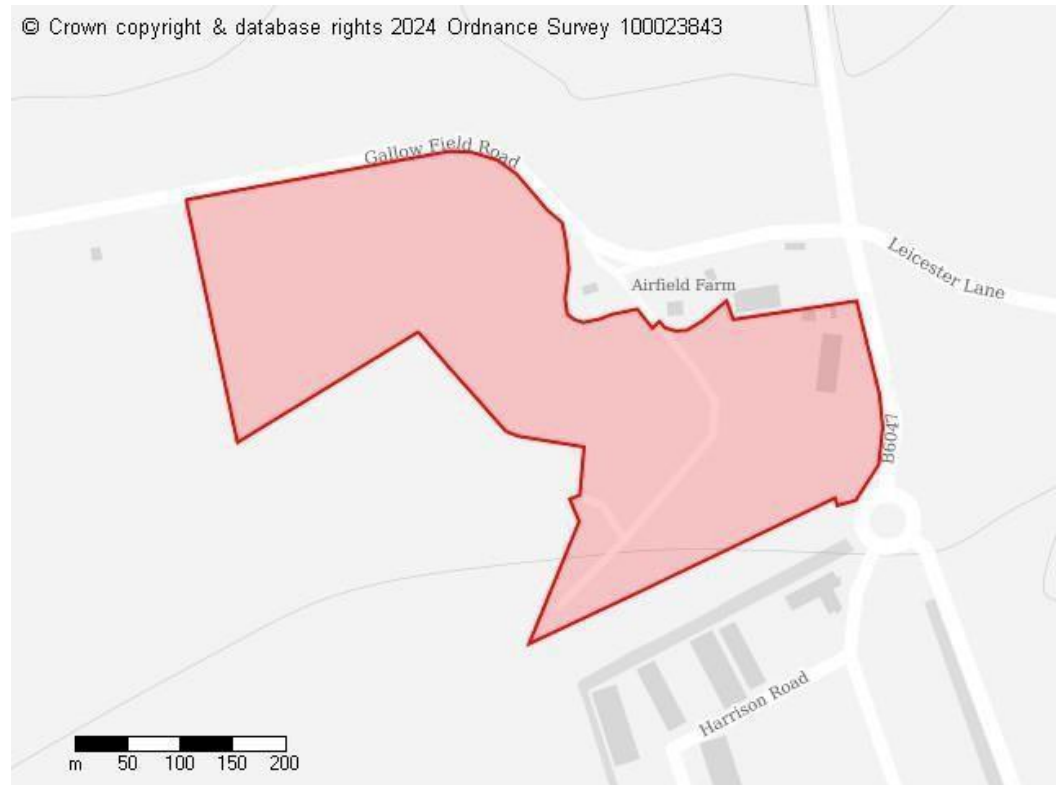 © Crown copyright & database rights 2024 Ordnance Survey 100023843
Gallow Field Road
Leicester Lane
Airfield Farm
B6047
Harrison Road
m 50 100 150 200